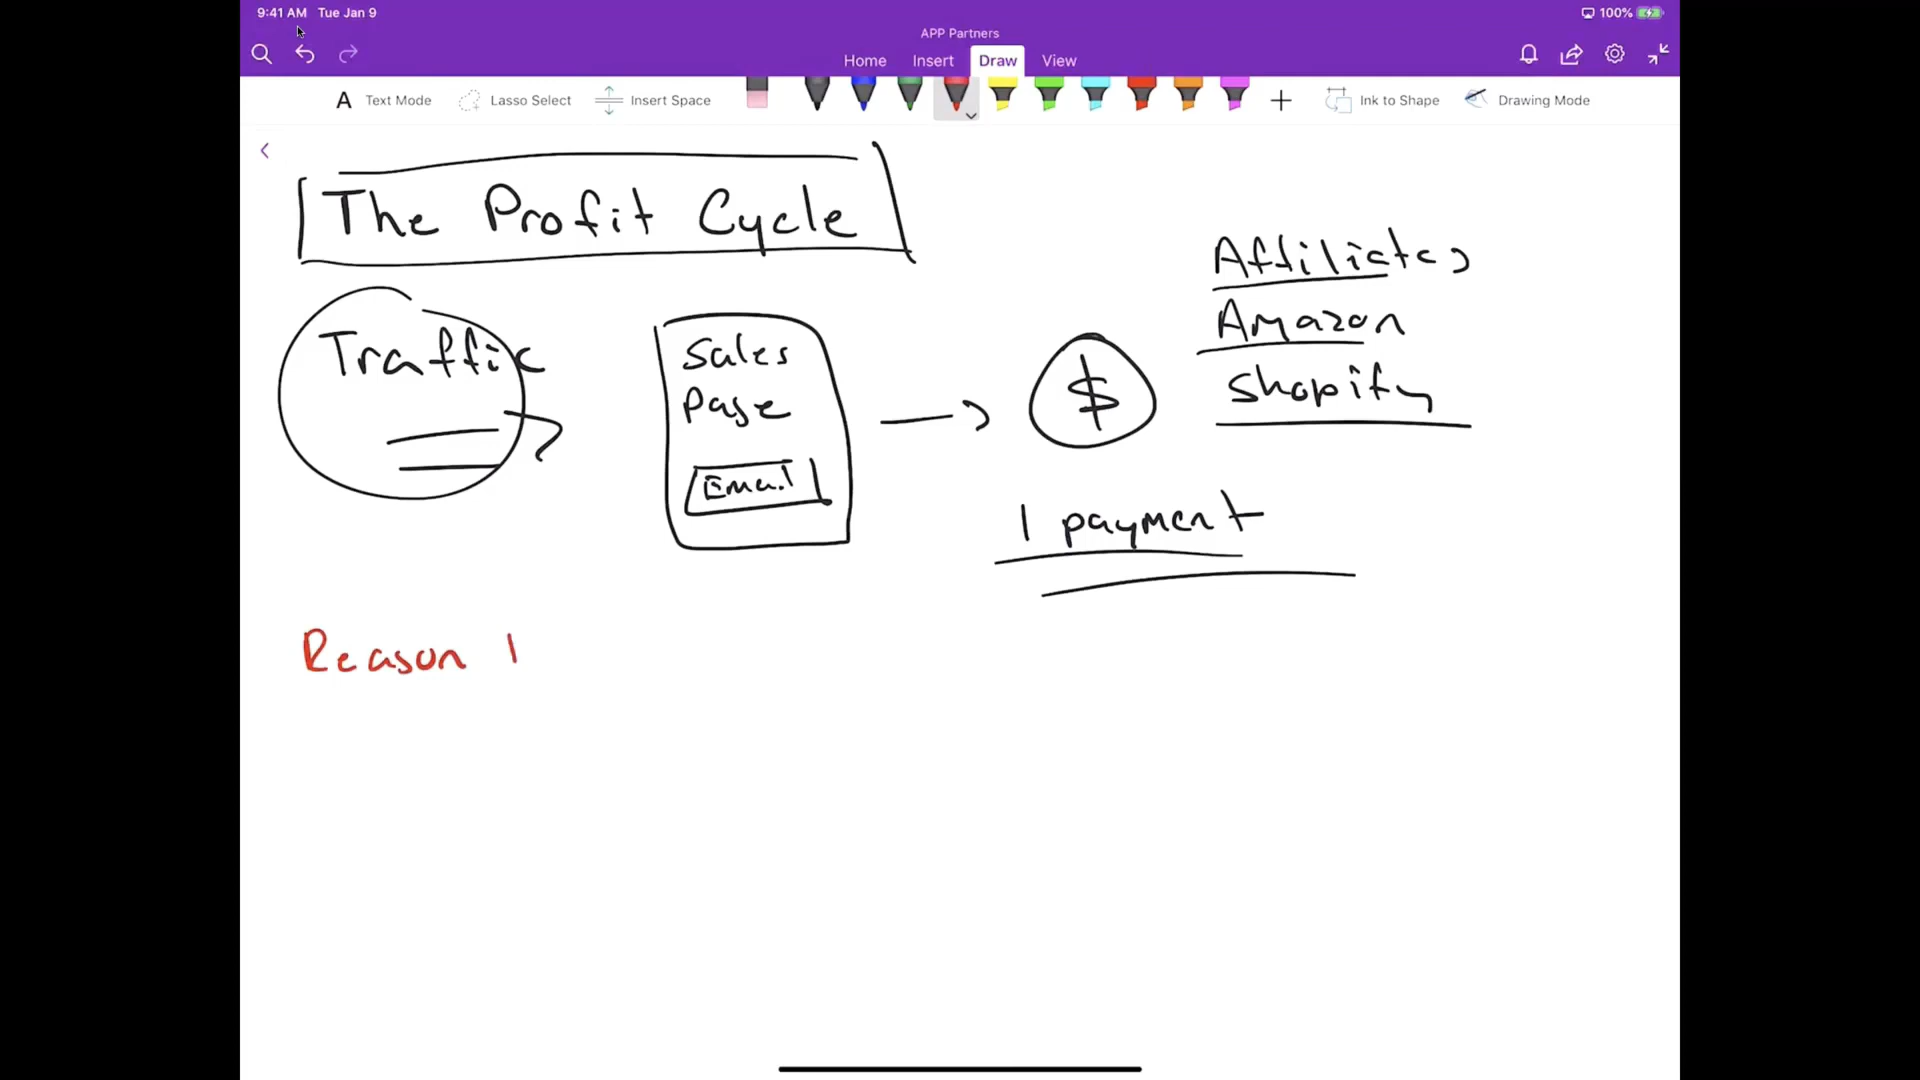 9:41 AM Tue Jan 9
100%
APP Partners
Home Insert Draw View
A Text Mode Lasso Select Insert Space Ink to Shape Drawing Mode
The Profit Cycle
Affiliates
Traffic
Sales
Page
$
Amazon
Shopify
Email
1 payment
Reason 1